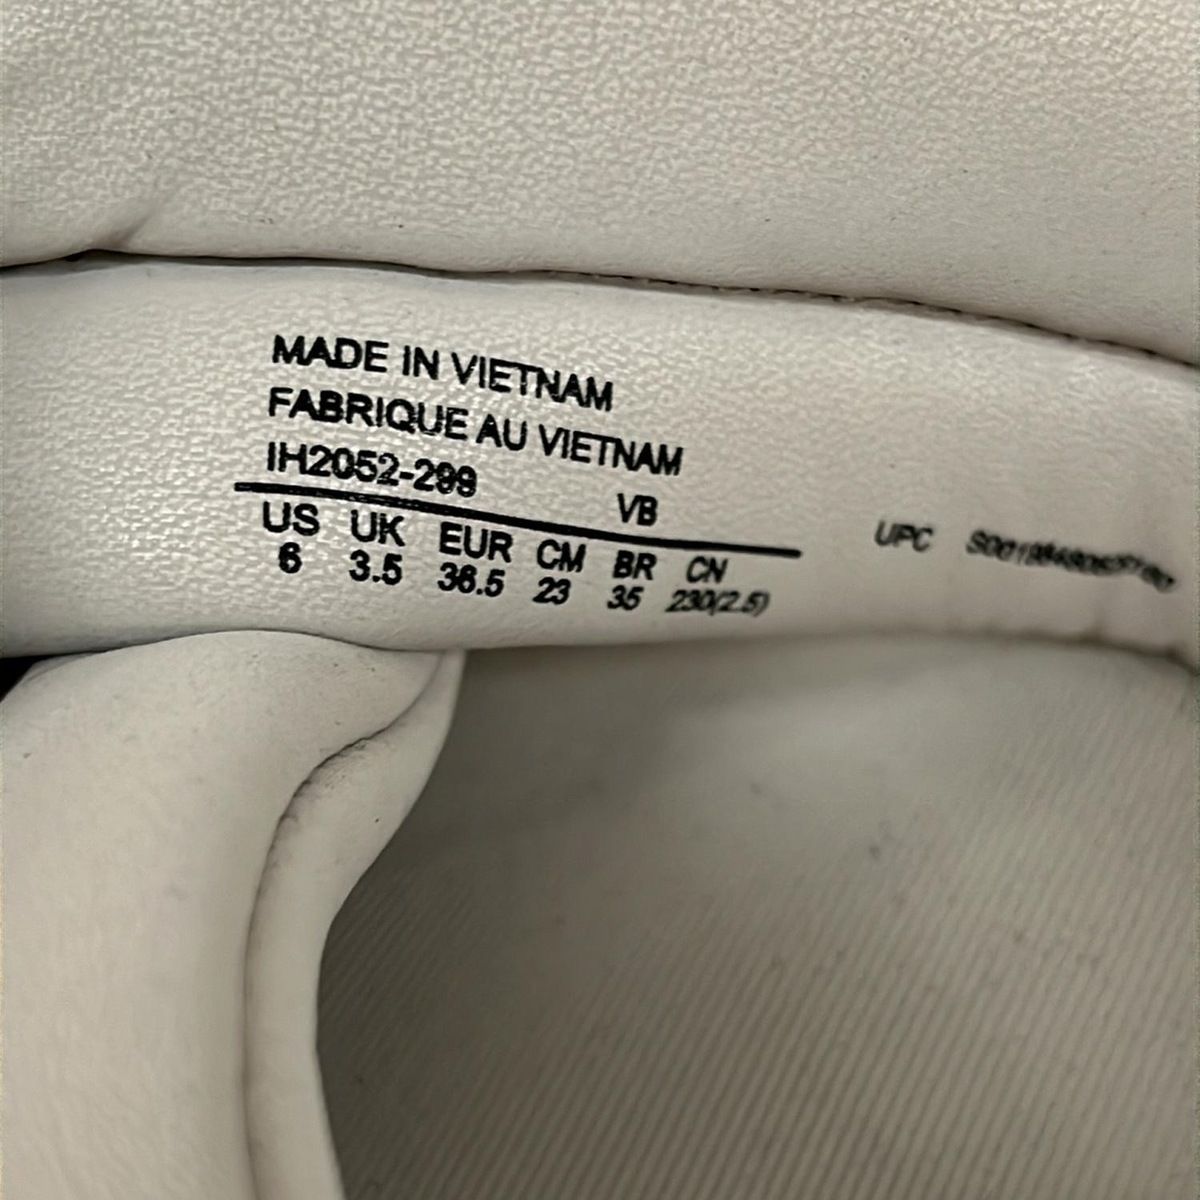 MADE IN VIETNAM
FABRIQUE AU VIETNAM
IH2052-299
VB
US UK EUR CM BR CN
6 3.5 36.5 23 35 230(2.5)
UPC